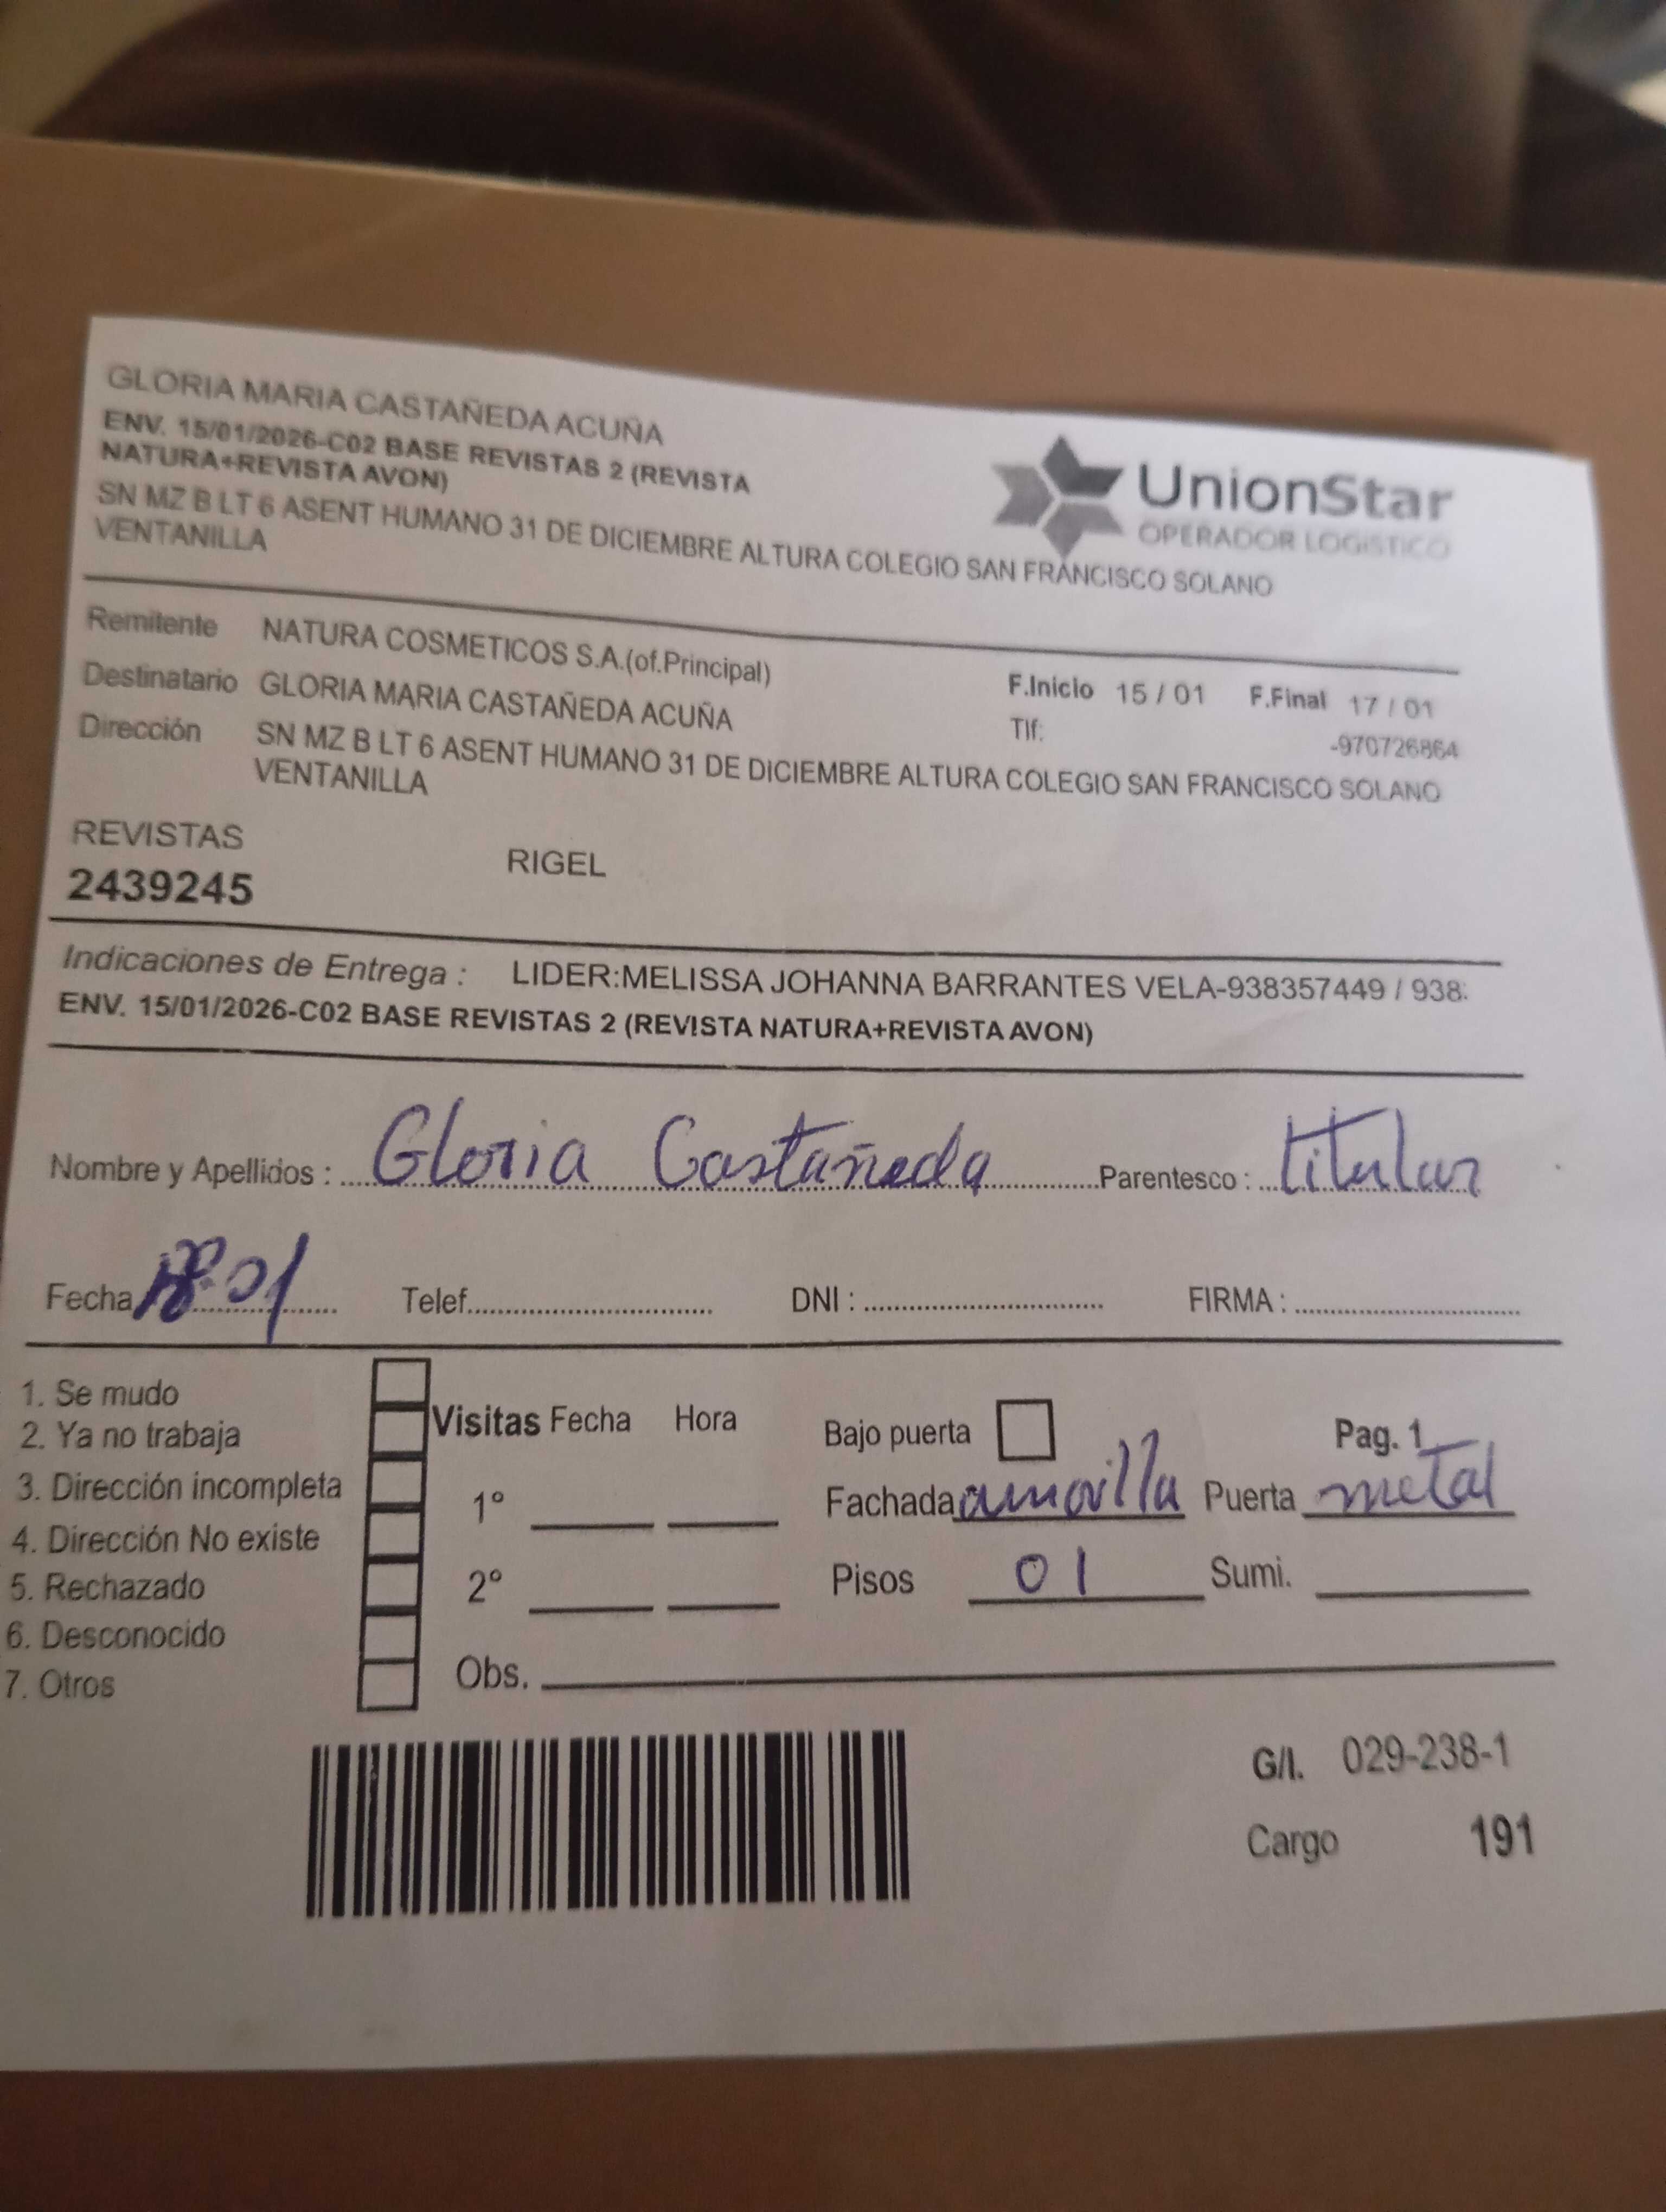 GLORIA MARIA CASTAÑEDA ACUÑA
ENV. 15/01/2026-C02 BASE REVISTAS 2 (REVISTA
NATURA+REVISTA AVON)
SN MZ B LT 6 ASENT HUMANO 31 DE DICIEMBRE ALTURA COLEGIO SAN FRANCISCO SOLANO
VENTANILLA
UnionStar
OPERADOR LOGISTICO
Remitente NATURA COSMETICOS S.A.(of.Principal)
F.Inicio 15 / 01 F.Final 17 / 01
Destinatario GLORIA MARIA CASTAÑEDA ACUÑA
Tlf: -970726864
Dirección SN MZ B LT 6 ASENT HUMANO 31 DE DICIEMBRE ALTURA COLEGIO SAN FRANCISCO SOLANO
VENTANILLA
REVISTAS
RIGEL
2439245
Indicaciones de Entrega : LIDER:MELISSA JOHANNA BARRANTES VELA-938357449 / 938
ENV. 15/01/2026-C02 BASE REVISTAS 2 (REVISTA NATURA+REVISTA AVON)
Nombre y Apellidos : Gloria Castañeda Parentesco : titular
Fecha Telef. DNI : FIRMA :
1. Se mudo
2. Ya no trabaja
3. Dirección incompleta
4. Dirección No existe
5. Rechazado
6. Desconocido
7. Otros
Visitas Fecha Hora
1°
2°
Obs.
Bajo puerta Pag. 1
Fachada amarilla Puerta metal
Pisos 01 Sumi.
G/I. 029-238-1
Cargo 191